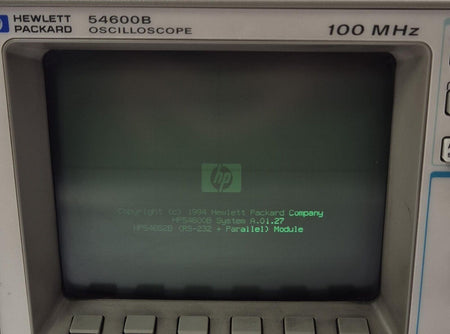 hp HEWLETT PACKARD
54600B OSCILLOSCOPE
100 MHz
hp
Copyright (c) 1994 Hewlett Packard Company
HP54600B System A.01.27
HP54652B (RS-232 + Parallel) Module